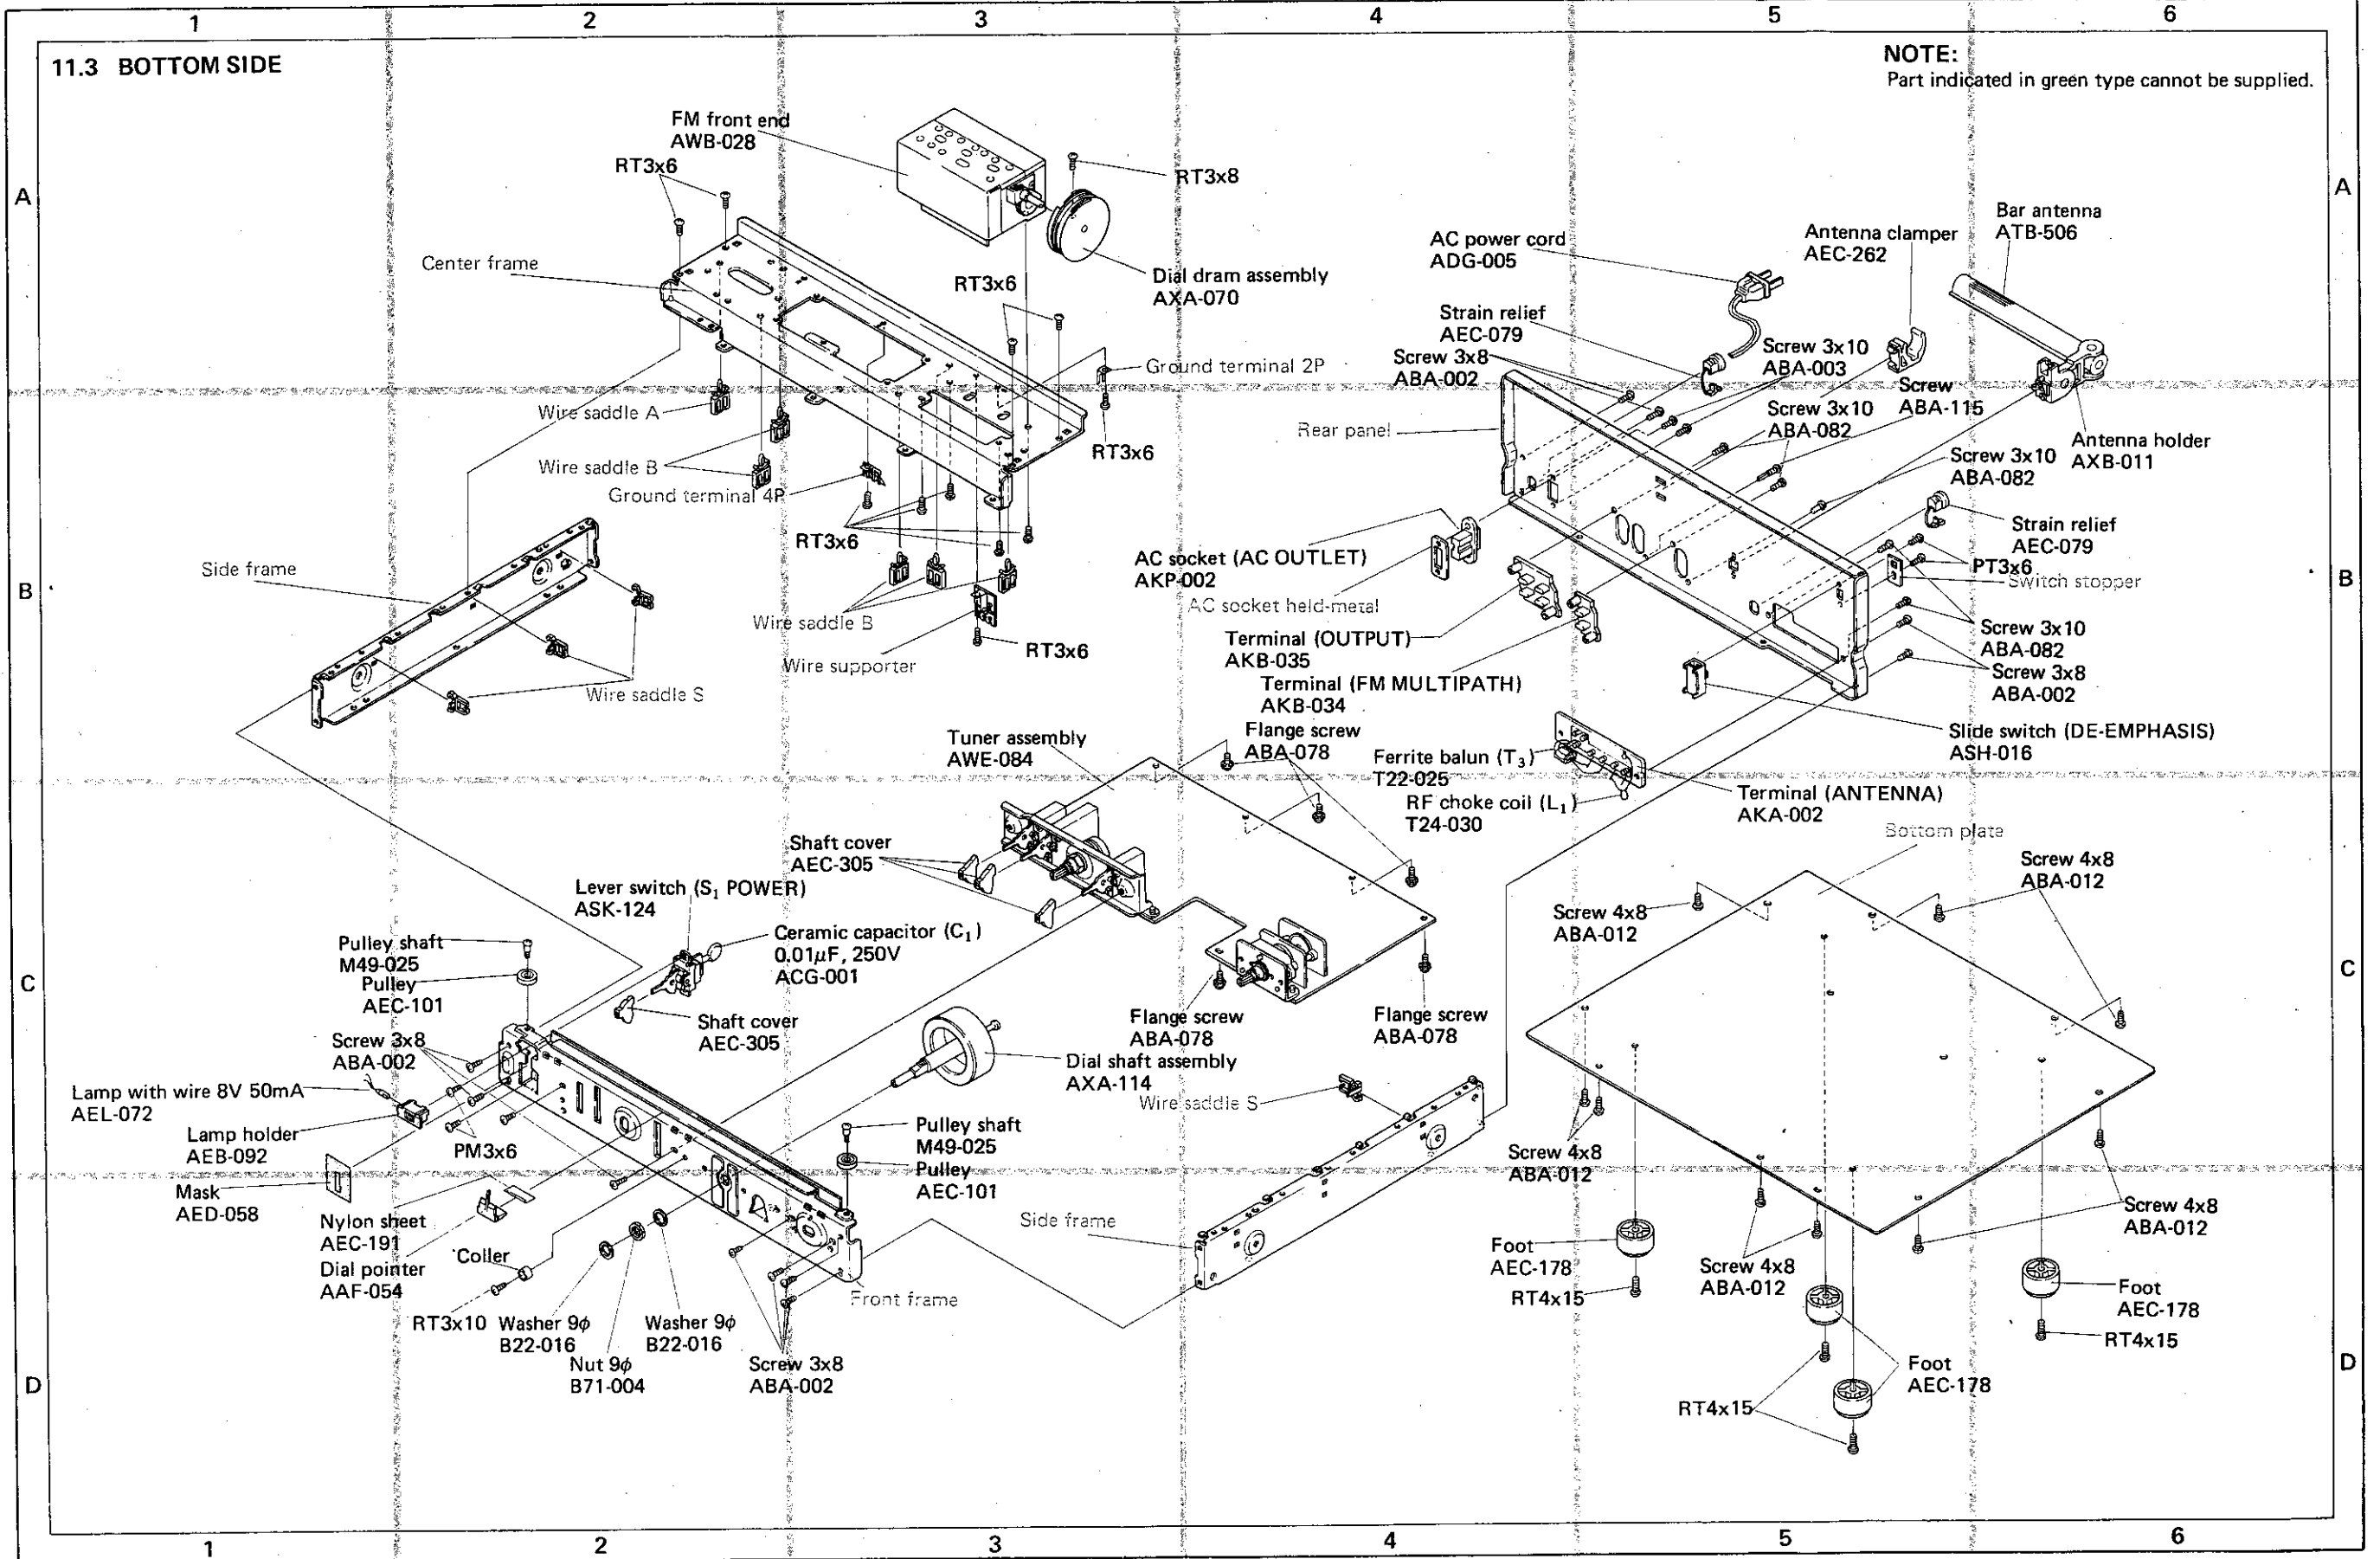 1 2 3 4 5 6
11.3 BOTTOM SIDE
NOTE:
Part indicated in green type cannot be supplied.
A
A
FM front end
AWB-028
RT3x6
RT3x8
Center frame
Dial dram assembly
AXA-070
RT3x6
Ground terminal 2P
Wire saddle A
Wire saddle B
Ground terminal 4P
RT3x6
RT3x6
Bar antenna
ATB-506
Antenna clamper
AEC-262
AC power cord
ADG-005
Strain relief
AEC-079
Screw 3x8
ABA-002
Screw 3x10
ABA-003
Screw
ABA-115
Screw 3x10
ABA-082
Rear panel
Antenna holder
AXB-011
Screw 3x10
ABA-082
Strain relief
AEC-079
PT3x6
Switch stopper
B
B
Side frame
Wire saddle B
Wire supporter
RT3x6
Wire saddle S
AC socket (AC OUTLET)
AKP-002
AC socket held-metal
Terminal (OUTPUT)
AKB-035
Terminal (FM MULTIPATH)
AKB-034
Screw 3x10
ABA-082
Screw 3x8
ABA-002
Slide switch (DE-EMPHASIS)
ASH-016
Tuner assembly
AWE-084
Flange screw
ABA-078
Ferrite balun (T3)
T22-025
RF choke coil (L1)
T24-030
Terminal (ANTENNA)
AKA-002
Bottom plate
Shaft cover
AEC-305
Lever switch (S1 POWER)
ASK-124
Ceramic capacitor (C1)
0.01μF, 250V
ACG-001
Pulley shaft
M49-025
Pulley
AEC-101
Shaft cover
AEC-305
Screw 4x8
ABA-012
Screw 4x8
ABA-012
C
C
Flange screw
ABA-078
Flange screw
ABA-078
Screw 3x8
ABA-002
Dial shaft assembly
AXA-114
Lamp with wire 8V 50mA
AEL-072
Lamp holder
AEB-092
PM3x6
Wire saddle S
Pulley shaft
M49-025
Pulley
AEC-101
Mask
AED-058
Nylon sheet
AEC-191
Dial pointer
AAF-054
Coller
RT3x10
Washer 9φ
B22-016
Nut 9φ
B71-004
Washer 9φ
B22-016
Screw 3x8
ABA-002
Front frame
Side frame
Screw 4x8
ABA-012
Screw 4x8
ABA-012
Screw 4x8
ABA-012
Foot
AEC-178
RT4x15
Foot
AEC-178
RT4x15
Foot
AEC-178
RT4x15
D
D
1 2 3 4 5 6